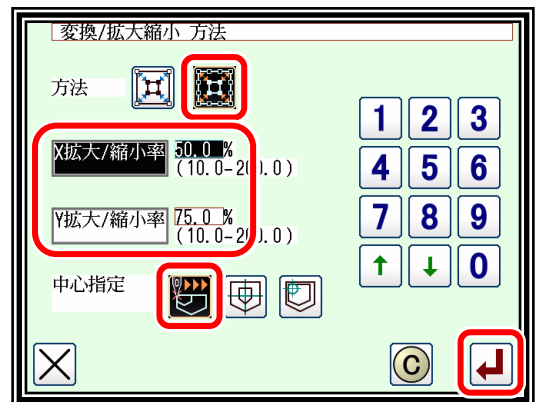 変換/拡大縮小 方法
方法
X拡大/縮小率 50.0 %
(10.0-200.0)
Y拡大/縮小率 75.0 %
(10.0-200.0)
中心指定
1 2 3
4 5 6
7 8 9
↑ ↓ 0
C